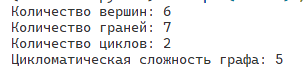 Количество вершин: 6
Количество граней: 7
Количество циклов: 2
Цикломатическая сложность графа: 5